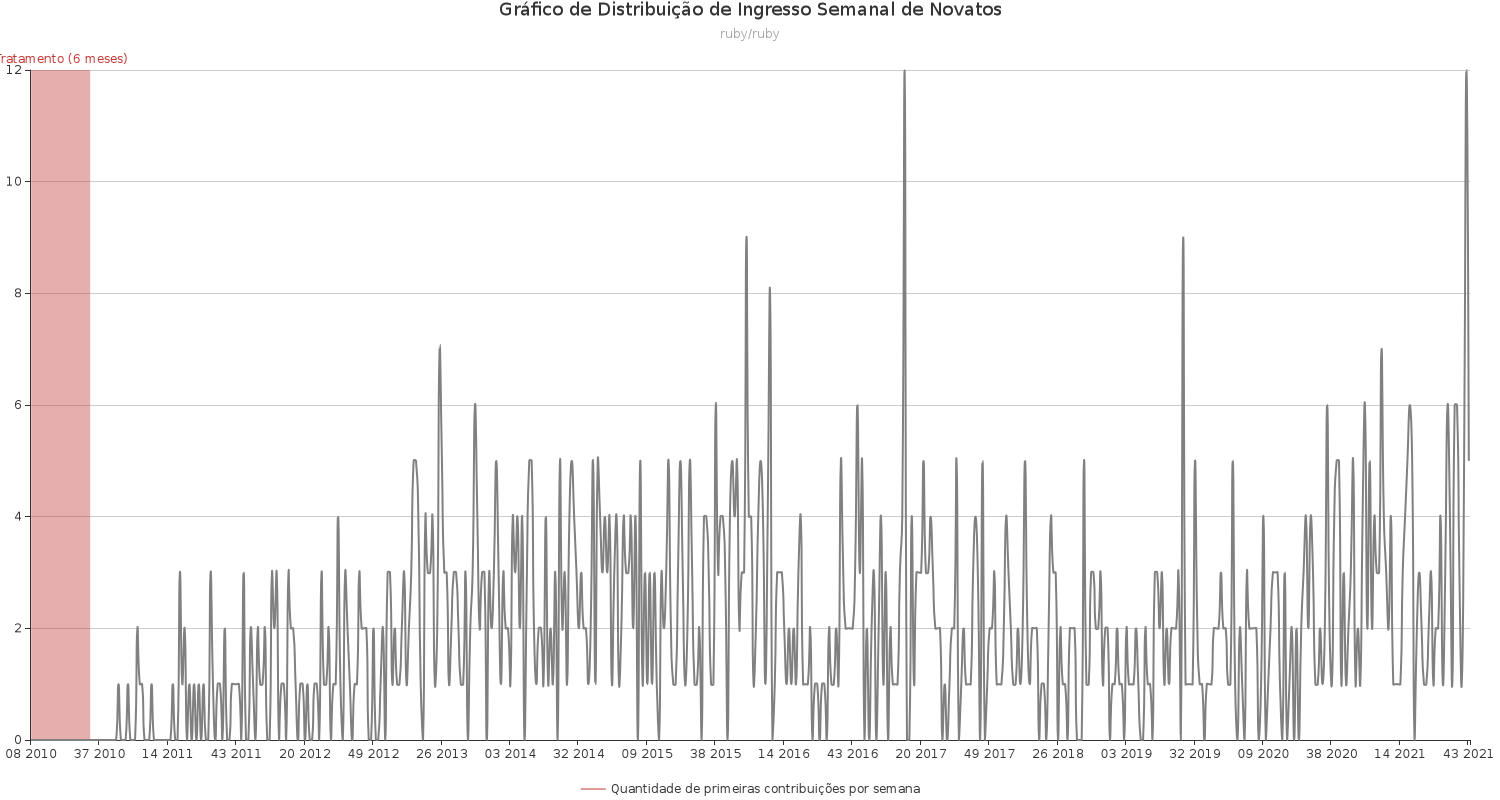 Gráfico de Distribuição de Ingresso Semanal de Novatos
ruby/ruby
Tratamento (6 meses)
12
10
8
6
4
2
0
08 2010 37 2010 14 2011 43 2011 20 2012 49 2012 26 2013 03 2014 32 2014 09 2015 38 2015 14 2016 43 2016 20 2017 49 2017 26 2018 03 2019 32 2019 09 2020 38 2020 14 2021 43 2021
Quantidade de primeiras contribuições por semana